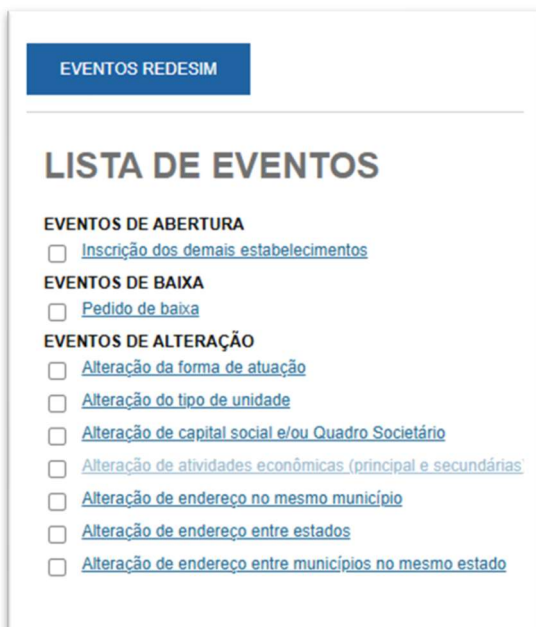 EVENTOS REDESIM
LISTA DE EVENTOS
EVENTOS DE ABERTURA
Inscrição dos demais estabelecimentos
EVENTOS DE BAIXA
Pedido de baixa
EVENTOS DE ALTERAÇÃO
Alteração da forma de atuação
Alteração do tipo de unidade
Alteração de capital social e/ou Quadro Societário
Alteração de atividades econômicas (principal e secundárias)
Alteração de endereço no mesmo município
Alteração de endereço entre estados
Alteração de endereço entre municípios no mesmo estado